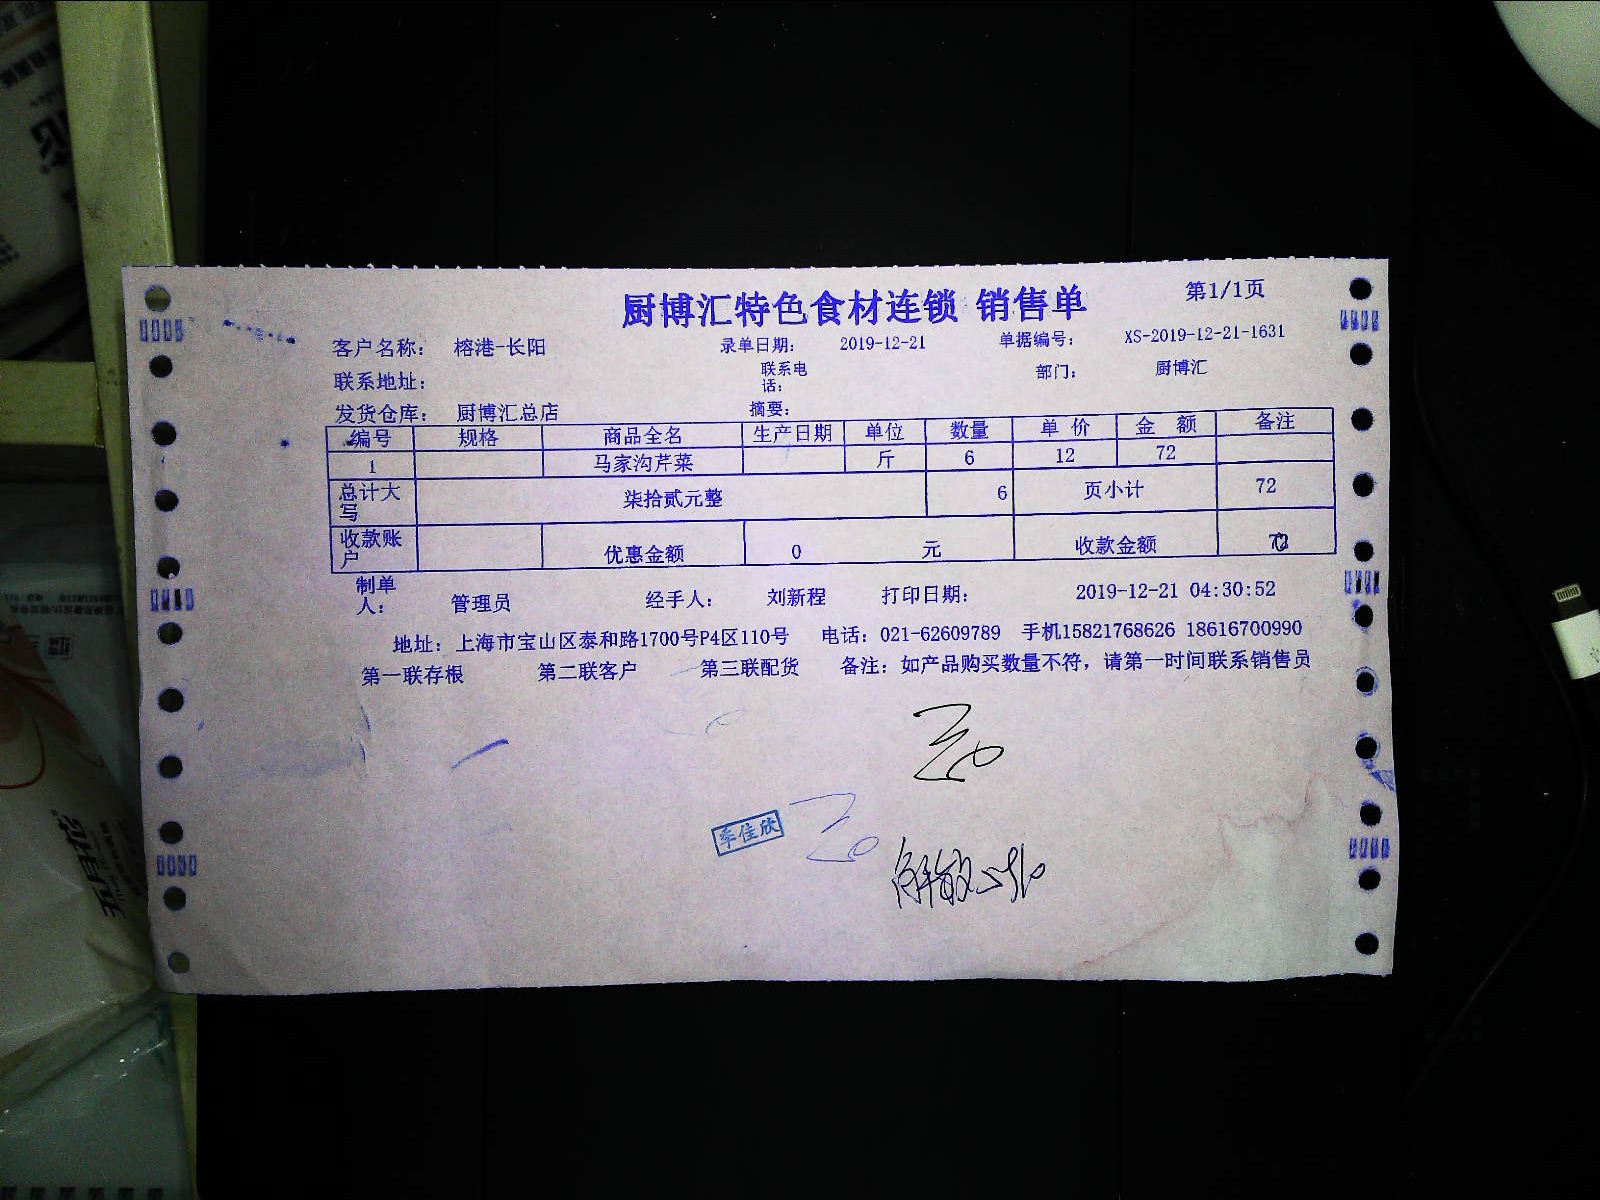 厨博汇特色食材连锁 销售单 第1/1页
客户名称： 榕港-长阳 录单日期： 2019-12-21 单据编号： XS-2019-12-21-1631
联系地址： 联系电话： 部门： 厨博汇
发货仓库： 厨博汇总店 摘要：
编号 规格 商品全名 生产日期 单位 数量 单价 金额 备注
1 马家沟芹菜 斤 6 12 72
总计大写 柒拾贰元整 6 页小计 72
收款账户 优惠金额 0 元 收款金额
制单人： 管理员 经手人： 刘新程 打印日期： 2019-12-21 04:30:52
地址：上海市宝山区泰和路1700号P4区110号 电话：021-62609789 手机15821768626 18616700990
第一联存根 第二联客户 第三联配货 备注：如产品购买数量不符，请第一时间联系销售员
季佳欣